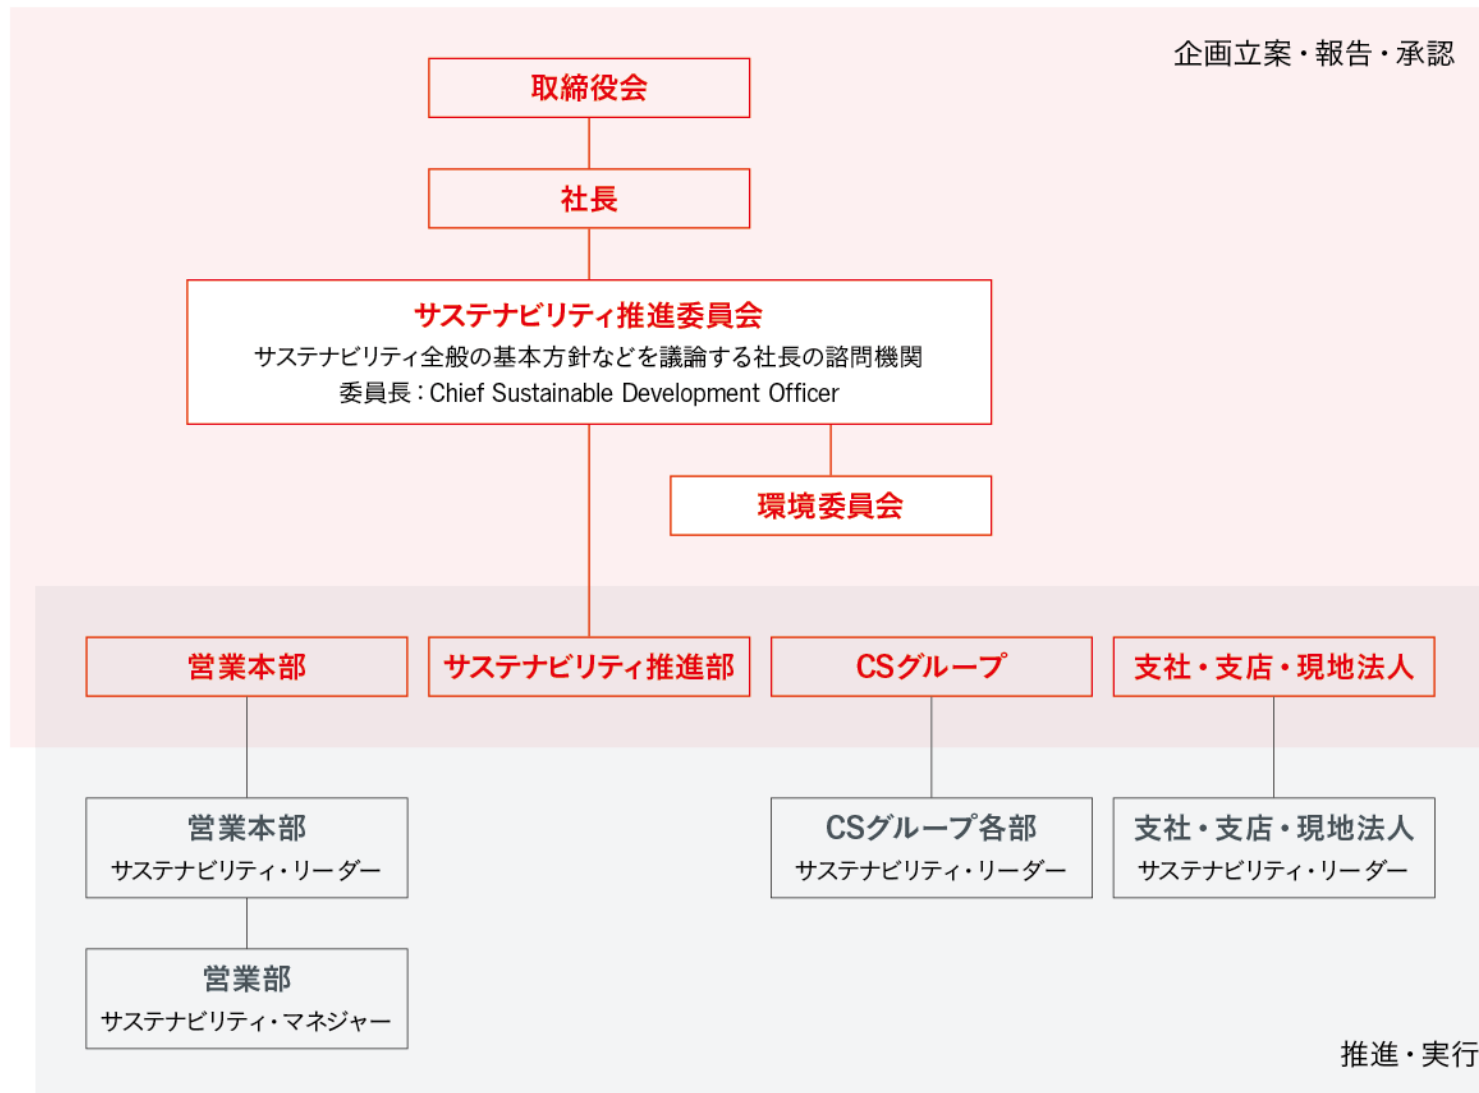 企画立案・報告・承認
取締役会
社長
サステナビリティ推進委員会
サステナビリティ全般の基本方針などを議論する社長の諮問機関
委員長：Chief Sustainable Development Officer
環境委員会
営業本部
サステナビリティ推進部
CSグループ
支社・支店・現地法人
営業本部
サステナビリティ・リーダー
CSグループ各部
サステナビリティ・リーダー
支社・支店・現地法人
サステナビリティ・リーダー
営業部
サステナビリティ・マネジャー
推進・実行